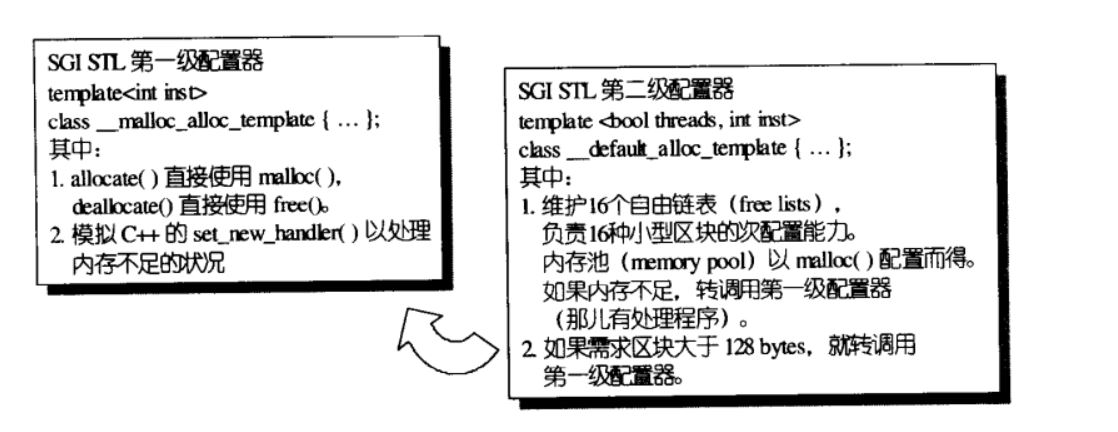 SGI STL 第一级配置器
template<int inst>
class __malloc_alloc_template { … };
其中：
1. allocate( ) 直接使用 malloc( )，
deallocate() 直接使用 free()。
2. 模拟 C++ 的 set_new_handler( ) 以处理
内存不足的状况
SGI STL 第二级配置器
template <bool threads, int inst>
class __default_alloc_template { … };
其中：
1. 维护16个自由链表（free lists），
负责16种小型区块的次配置能力。
内存池（memory pool）以 malloc( ) 配置而得。
如果内存不足，转调用第一级配置器
（那儿有处理程序）。
2. 如果需求区块大于 128 bytes，就转调用
第一级配置器。